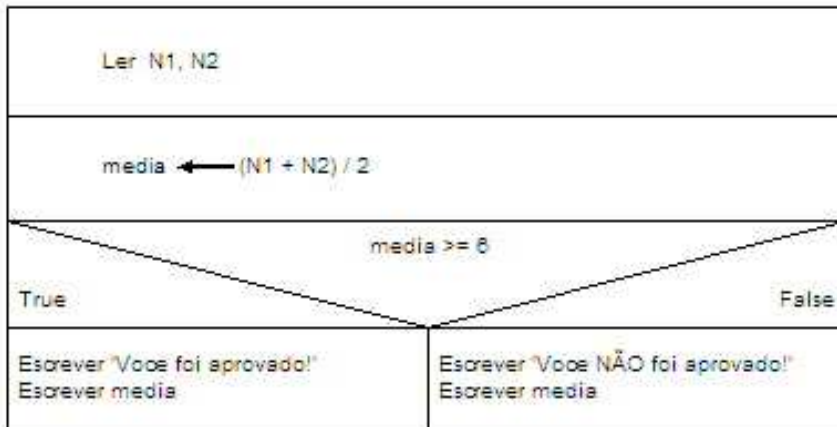 Ler N1, N2
media (N1 + N2) / 2
media >= 6
True
False
Escrever "Voce foi aprovado!"
Escrever media
Escrever "Voce NÃO foi aprovado!"
Escrever media